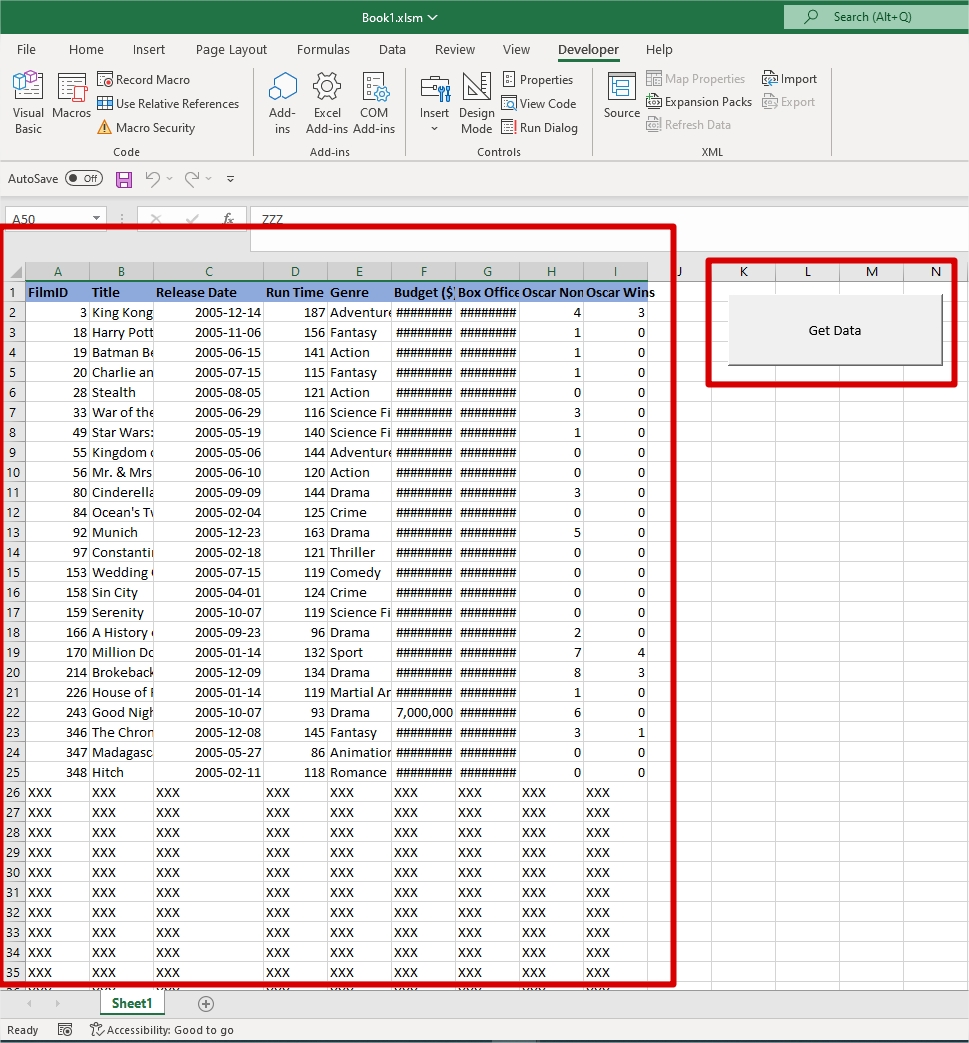 Book1.xlsm
Search (Alt+Q)
File Home Insert Page Layout Formulas Data Review View Developer Help
Visual Basic
Macros
Record Macro
Use Relative References
Macro Security
Code
Add-ins
Excel Add-ins
COM Add-ins
Add-ins
Insert
Design Mode
Properties
View Code
Run Dialog
Controls
Source
Map Properties
Expansion Packs
Refresh Data
Import
Export
XML
AutoSave Off
A50 fx ZZZ
A B C D E F G H I J K L M N
1 FilmID Title Release Date Run Time Genre Budget ($ Box Office Oscar Non Oscar Wins
2 3 King Kong 2005-12-14 187 Adventure ######## ######## 4 3
3 18 Harry Pott 2005-11-06 156 Fantasy ######## ######## 1 0
4 19 Batman Be 2005-06-15 141 Action ######## ######## 1 0
5 20 Charlie an 2005-07-15 115 Fantasy ######## ######## 1 0
6 28 Stealth 2005-08-05 121 Action ######## ######## 0 0
7 33 War of the 2005-06-29 116 Science Fi ######## ######## 3 0
8 49 Star Wars: 2005-05-19 140 Science Fi ######## ######## 1 0
9 55 Kingdom o 2005-05-06 144 Adventure ######## ######## 0 0
10 56 Mr. & Mrs 2005-06-10 120 Action ######## ######## 0 0
11 80 Cinderella 2005-09-09 144 Drama ######## ######## 3 0
12 84 Ocean's Tw 2005-02-04 125 Crime ######## ######## 0 0
13 92 Munich 2005-12-23 163 Drama ######## ######## 5 0
14 97 Constantin 2005-02-18 121 Thriller ######## ######## 0 0
15 153 Wedding C 2005-07-15 119 Comedy ######## ######## 0 0
16 158 Sin City 2005-04-01 124 Crime ######## ######## 0 0
17 159 Serenity 2005-10-07 119 Science Fi ######## ######## 0 0
18 166 A History o 2005-09-23 96 Drama ######## ######## 2 0
19 170 Million Do 2005-01-14 132 Sport ######## ######## 7 4
20 214 Brokeback 2005-12-09 134 Drama ######## ######## 8 3
21 226 House of F 2005-01-14 119 Martial Ar ######## ######## 1 0
22 243 Good Nigh 2005-10-07 93 Drama 7,000,000 ######## 6 0
23 346 The Chron 2005-12-08 145 Fantasy ######## ######## 3 1
24 347 Madagasca 2005-05-27 86 Animation ######## ######## 0 0
25 348 Hitch 2005-02-11 118 Romance ######## ######## 0 0
26 XXX XXX XXX XXX XXX XXX XXX XXX XXX
27 XXX XXX XXX XXX XXX XXX XXX XXX XXX
28 XXX XXX XXX XXX XXX XXX XXX XXX XXX
29 XXX XXX XXX XXX XXX XXX XXX XXX XXX
30 XXX XXX XXX XXX XXX XXX XXX XXX XXX
31 XXX XXX XXX XXX XXX XXX XXX XXX XXX
32 XXX XXX XXX XXX XXX XXX XXX XXX XXX
33 XXX XXX XXX XXX XXX XXX XXX XXX XXX
34 XXX XXX XXX XXX XXX XXX XXX XXX XXX
35 XXX XXX XXX XXX XXX XXX XXX XXX XXX
Get Data
Sheet1
Ready Accessibility: Good to go